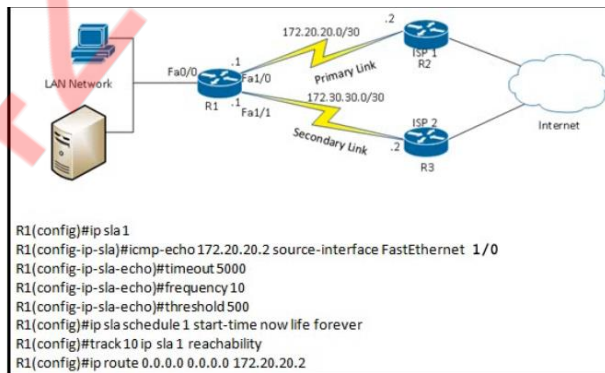 172.20.20.0/30
.2
ISP 1
R2
Primary Link
LAN Network
Fa0/0
.1
Fa1/0
R1
.1
Fa1/1
172.30.30.0/30
Secondary Link
ISP 2
.2
R3
Internet
R1(config)#ip sla 1
R1(config-ip-sla)#icmp-echo 172.20.20.2 source-interface FastEthernet 1/0
R1(config-ip-sla-echo)#timeout 5000
R1(config-ip-sla-echo)#frequency 10
R1(config-ip-sla-echo)#threshold 500
R1(config)#ip sla schedule 1 start-time now life forever
R1(config)#track 10 ip sla 1 reachability
R1(config)#ip route 0.0.0.0 0.0.0.0 172.20.20.2